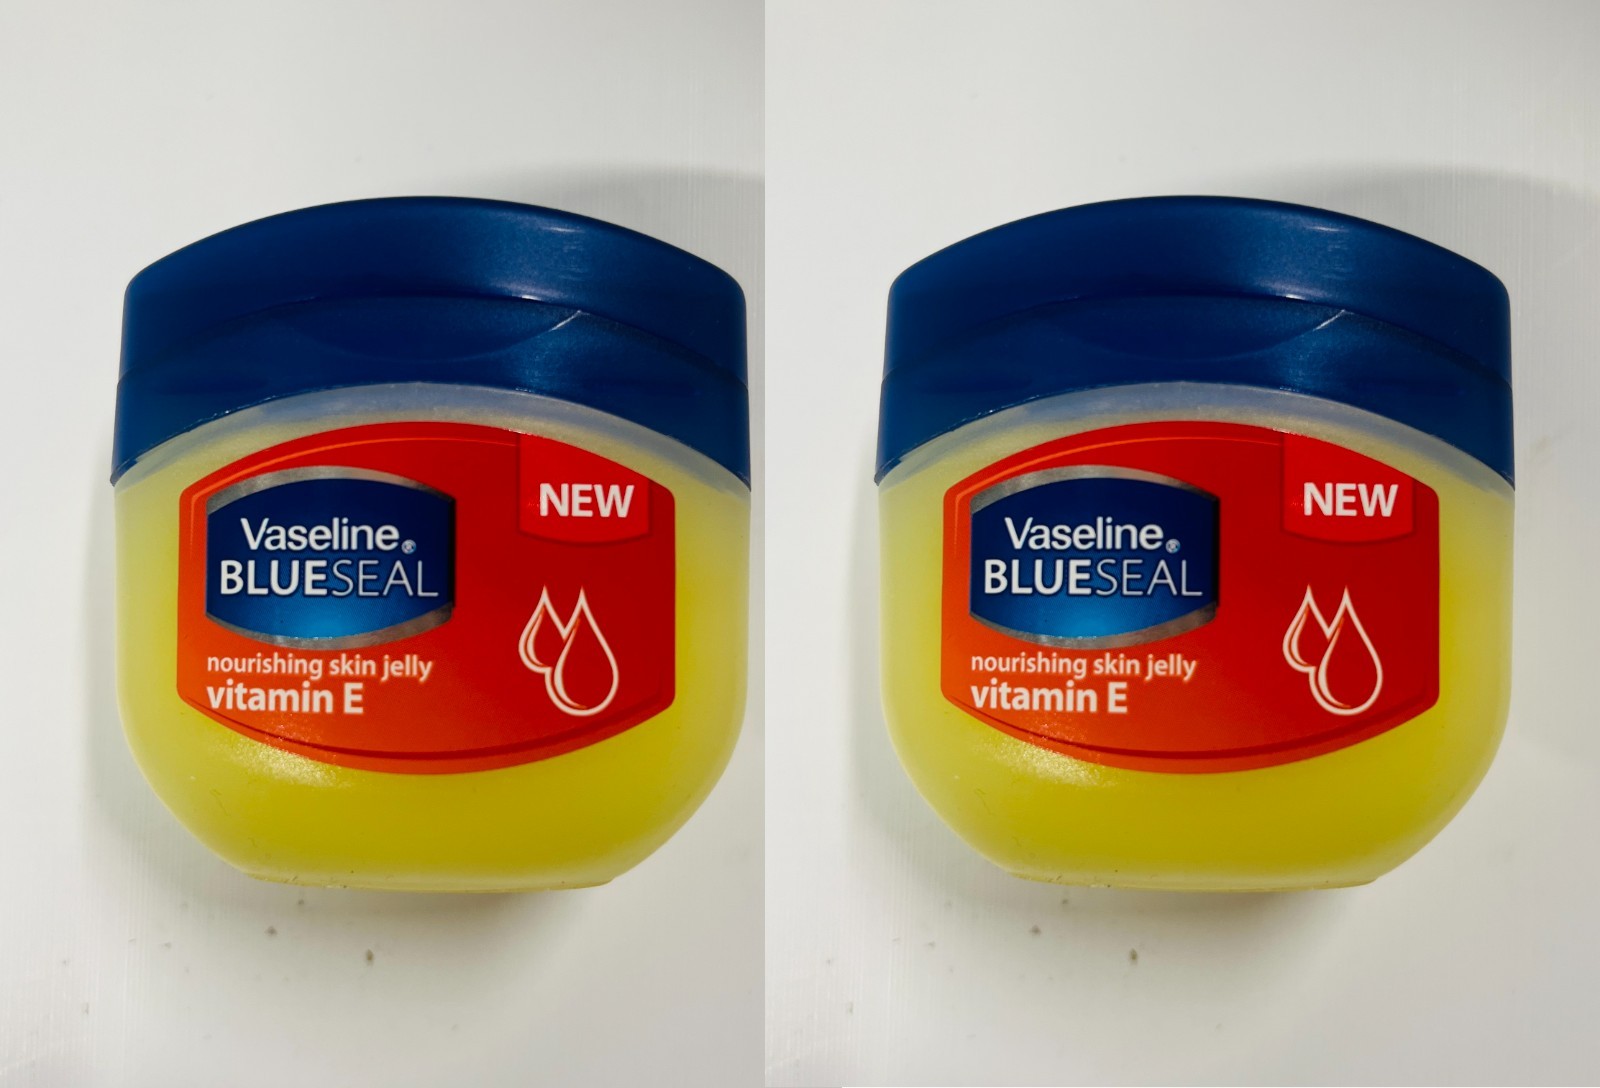 NEW
Vaseline®
BLUESEAL
nourishing skin jelly
vitamin E
NEW
Vaseline®
BLUESEAL
nourishing skin jelly
vitamin E